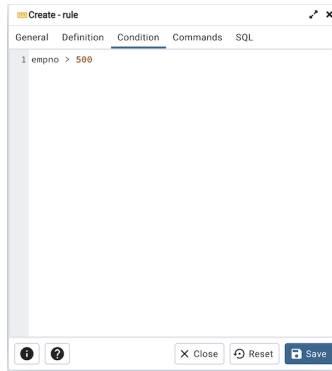 Create - rule
General Definition Condition Commands SQL
1 empno > 500
Close Reset Save